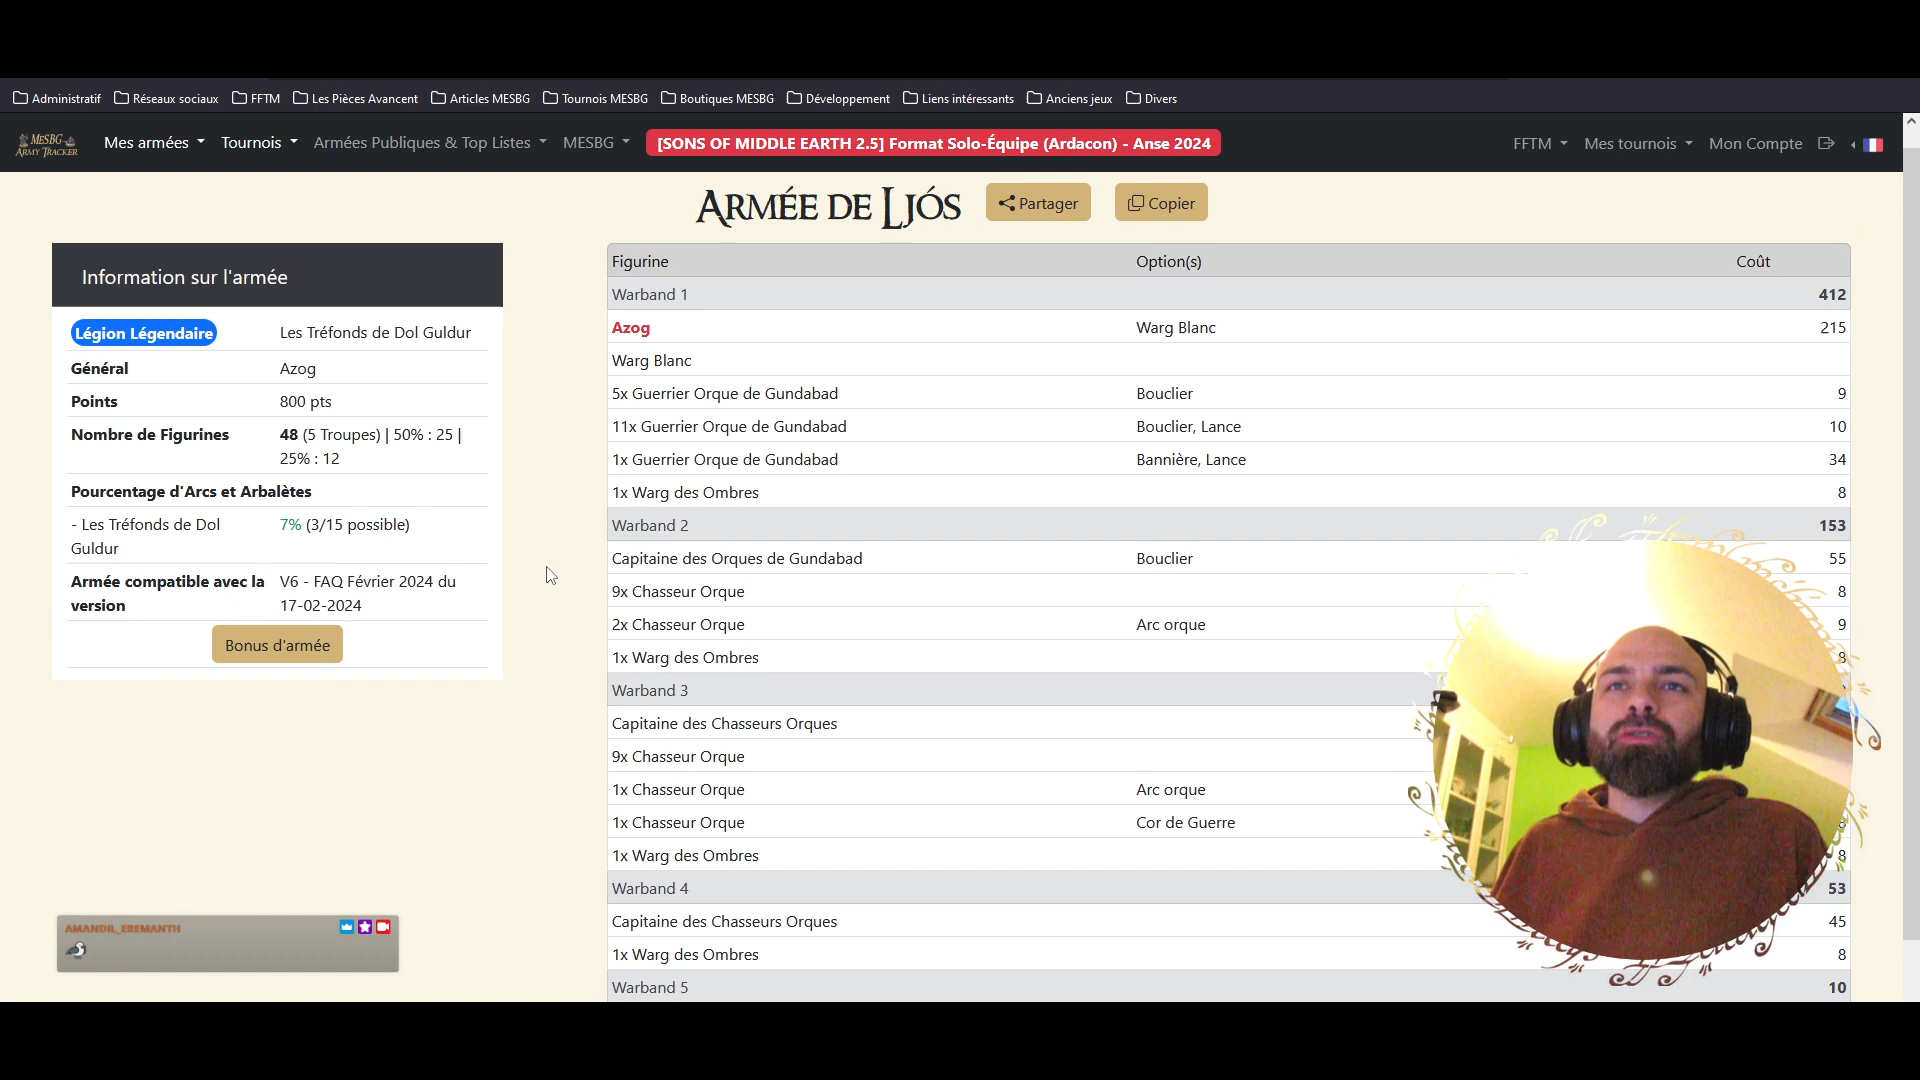 Administratif Réseaux sociaux FFTM Les Pièces Avancent Articles MESBG Tournois MESBG Boutiques MESBG Développement Liens intéressants Anciens jeux Divers
MESBG ARMY TRACKER Mes armées Tournois Armées Publiques & Top Listes MESBG [SONS OF MIDDLE EARTH 2.5] Format Solo-Équipe (Ardacon) - Anse 2024 FFTM Mes tournois Mon Compte
ARMÉE DE LJÓS Partager Copier
Information sur l'armée
Légion Légendaire Les Tréfonds de Dol Guldur
Général Azog
Points 800 pts
Nombre de Figurines 48 (5 Troupes) | 50% : 25 |
25% : 12
Pourcentage d'Arcs et Arbalètes
- Les Tréfonds de Dol 7% (3/15 possible)
Guldur
Armée compatible avec la V6 - FAQ Février 2024 du
version 17-02-2024
Bonus d'armée
Figurine Option(s) Coût
Warband 1 412
Azog Warg Blanc 215
Warg Blanc
5x Guerrier Orque de Gundabad Bouclier 9
11x Guerrier Orque de Gundabad Bouclier, Lance 10
1x Guerrier Orque de Gundabad Bannière, Lance 34
1x Warg des Ombres 8
Warband 2 153
Capitaine des Orques de Gundabad Bouclier 55
9x Chasseur Orque 8
2x Chasseur Orque Arc orque 9
1x Warg des Ombres 8
Warband 3
Capitaine des Chasseurs Orques
9x Chasseur Orque
1x Chasseur Orque Arc orque
1x Chasseur Orque Cor de Guerre
1x Warg des Ombres 8
Warband 4 53
Capitaine des Chasseurs Orques 45
1x Warg des Ombres 8
Warband 5 10
AMANDIL_EREMANTH